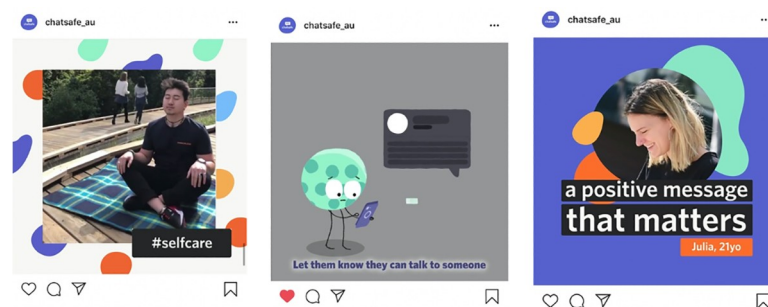 chatsafe_au
#selfcare
chatsafe_au
Let them know they can talk to someone
chatsafe_au
a positive message
that matters
Julia, 21yo